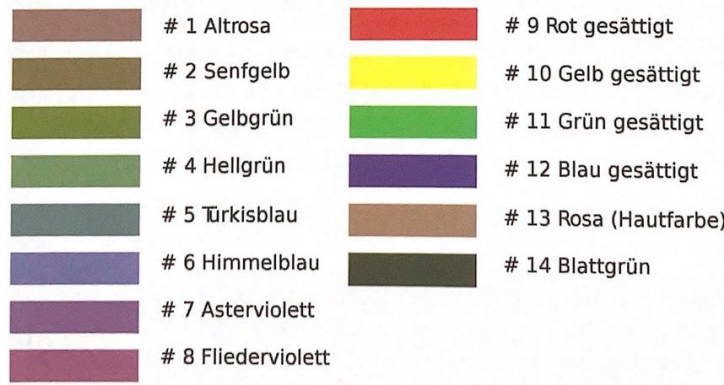 # 1 Altrosa
# 2 Senfgelb
# 3 Gelbgrün
# 4 Hellgrün
# 5 Türkisblau
# 6 Himmelblau
# 7 Asterviolett
# 8 Fliederviolett
# 9 Rot gesättigt
# 10 Gelb gesättigt
# 11 Grün gesättigt
# 12 Blau gesättigt
# 13 Rosa (Hautfarbe)
# 14 Blattgrün